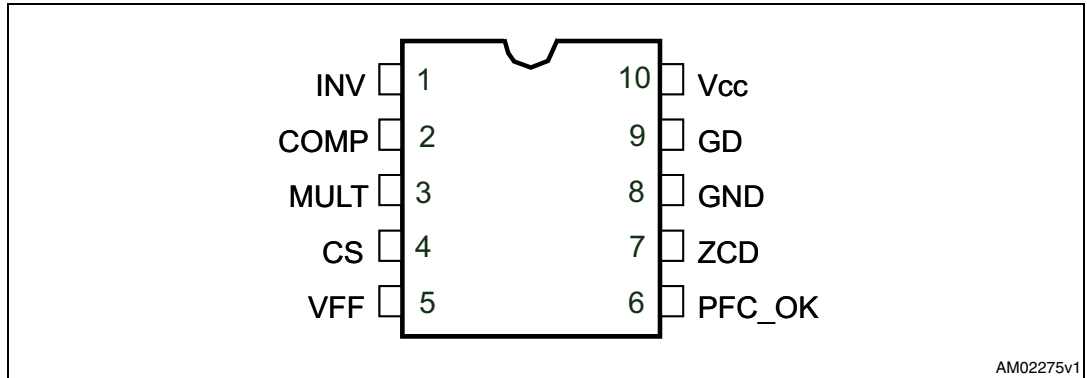 INV 1 10 Vcc
COMP 2 9 GD
MULT 3 8 GND
CS 4 7 ZCD
VFF 5 6 PFC_OK
AM02275v1